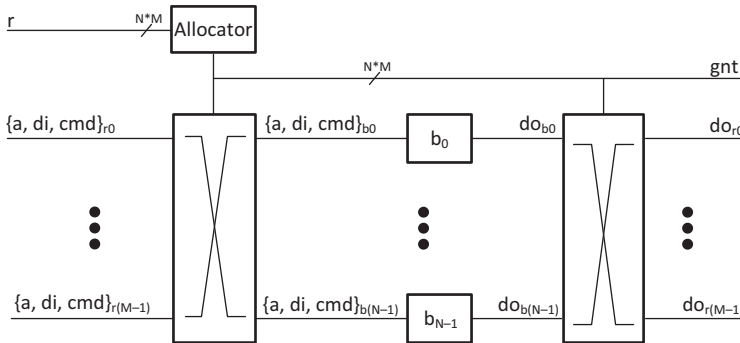 r
N*M
Allocator
N*M
gnt
{a, di, cmd}r0
{a, di, cmd}b0
b0
dob0
dor0
{a, di, cmd}r(M–1)
{a, di, cmd}b(N–1)
bN–1
dob(N–1)
dor(M–1